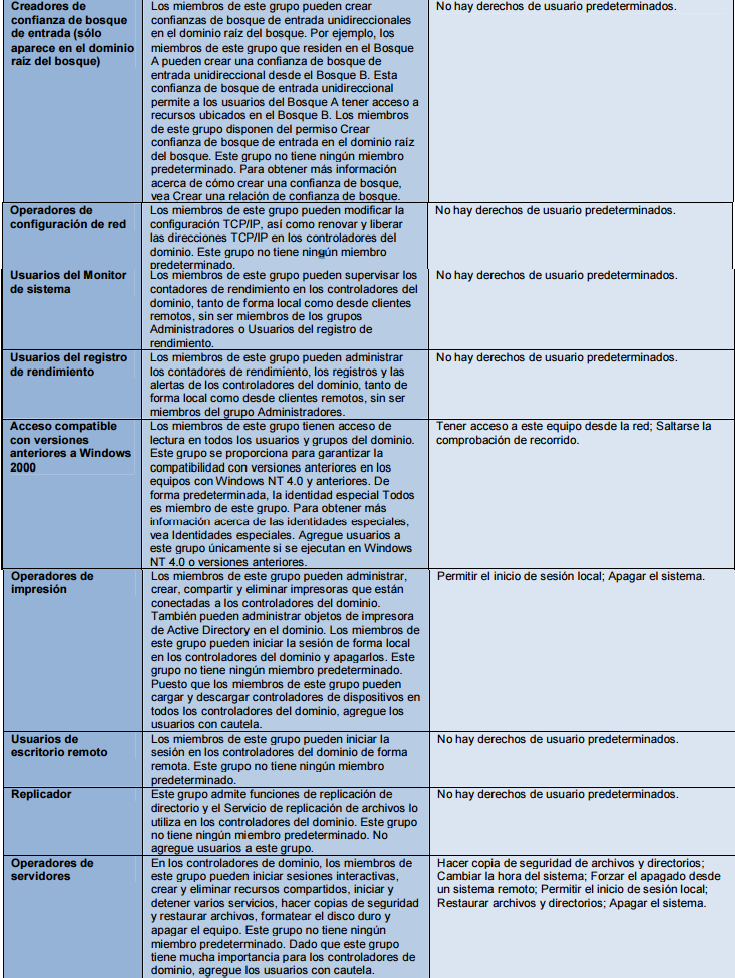 Creadores de
confianza de bosque
de entrada (sólo
aparece en el dominio
raíz del bosque)
Los miembros de este grupo pueden crear
confianzas de bosque de entrada unidireccionales
en el dominio raíz del bosque. Por ejemplo, los
miembros de este grupo que residen en el Bosque
A pueden crear una confianza de bosque de
entrada unidireccional desde el Bosque B. Esta
confianza de bosque de entrada unidireccional
permite a los usuarios del Bosque A tener acceso a
recursos ubicados en el Bosque B. Los miembros
de este grupo disponen del permiso Crear
confianza de bosque de entrada en el dominio raíz
del bosque. Este grupo no tiene ningún miembro
predeterminado. Para obtener más información
acerca de cómo crear una confianza de bosque,
vea Crear una relación de confianza de bosque.
No hay derechos de usuario predeterminados.
Operadores de
configuración de red
Los miembros de este grupo pueden modificar la
configuración TCP/IP, así como renovar y liberar
las direcciones TCP/IP en los controladores del
dominio. Este grupo no tiene ningún miembro
predeterminado.
No hay derechos de usuario predeterminados.
Usuarios del Monitor
de sistema
Los miembros de este grupo pueden supervisar los
contadores de rendimiento en los controladores del
dominio, tanto de forma local como desde clientes
remotos, sin ser miembros de los grupos
Administradores o Usuarios del registro de
rendimiento.
No hay derechos de usuario predeterminados.
Usuarios del registro
de rendimiento
Los miembros de este grupo pueden administrar
los contadores de rendimiento, los registros y las
alertas de los controladores del dominio, tanto de
forma local como desde clientes remotos, sin ser
miembros del grupo Administradores.
No hay derechos de usuario predeterminados.
Acceso compatible
con versiones
anteriores a Windows
2000
Los miembros de este grupo tienen acceso de
lectura en todos los usuarios y grupos del dominio.
Este grupo se proporciona para garantizar la
compatibilidad con versiones anteriores en los
equipos con Windows NT 4.0 y anteriores. De
forma predeterminada, la identidad especial Todos
es miembro de este grupo. Para obtener más
información acerca de las identidades especiales,
vea Identidades especiales. Agregue usuarios a
este grupo únicamente si se ejecutan en Windows
NT 4.0 o versiones anteriores.
Tener acceso a este equipo desde la red; Saltarse la
comprobación de recorrido.
Operadores de
impresión
Los miembros de este grupo pueden administrar,
crear, compartir y eliminar impresoras que están
conectadas a los controladores del dominio.
También pueden administrar objetos de impresora
de Active Directory en el dominio. Los miembros de
este grupo pueden iniciar la sesión de forma local
en los controladores del dominio y apagarlos. Este
grupo no tiene ningún miembro predeterminado.
Puesto que los miembros de este grupo pueden
cargar y descargar controladores de dispositivos en
todos los controladores del dominio, agregue los
usuarios con cautela.
Permitir el inicio de sesión local; Apagar el sistema.
Usuarios de
escritorio remoto
Los miembros de este grupo pueden iniciar la
sesión en los controladores del dominio de forma
remota. Este grupo no tiene ningún miembro
predeterminado.
No hay derechos de usuario predeterminados.
Replicador
Este grupo admite funciones de replicación de
directorio y el Servicio de replicación de archivos lo
utiliza en los controladores del dominio. Este grupo
no tiene ningún miembro predeterminado. No
agregue usuarios a este grupo.
No hay derechos de usuario predeterminados.
Operadores de
servidores
En los controladores de dominio, los miembros de
este grupo pueden iniciar sesiones interactivas,
crear y eliminar recursos compartidos, iniciar y
detener varios servicios, hacer copias de seguridad
y restaurar archivos, formatear el disco duro y
apagar el equipo. Este grupo no tiene ningún
miembro predeterminado. Dado que este grupo
tiene mucha importancia para los controladores de
dominio, agregue los usuarios con cautela.
Hacer copia de seguridad de archivos y directorios;
Cambiar la hora del sistema; Forzar el apagado desde
un sistema remoto; Permitir el inicio de sesión local;
Restaurar archivos y directorios; Apagar el sistema.